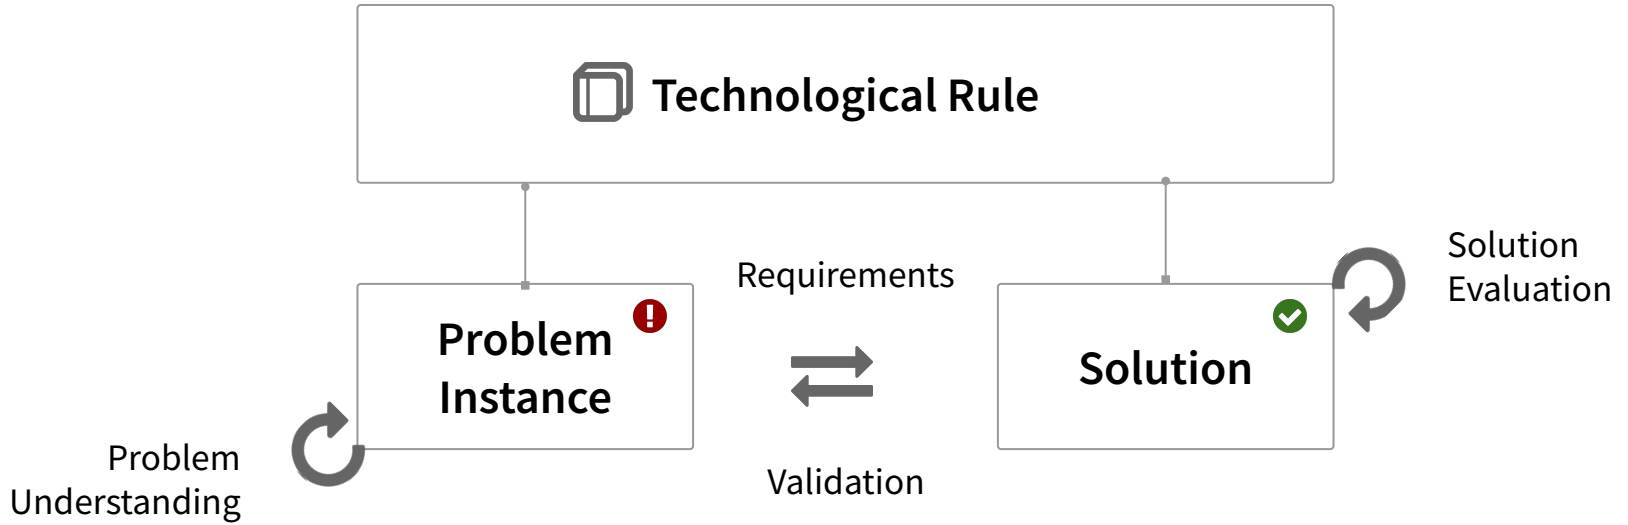 Technological Rule
Solution
Evaluation
Requirements
Problem
Instance
Solution
Problem
Understanding
Validation